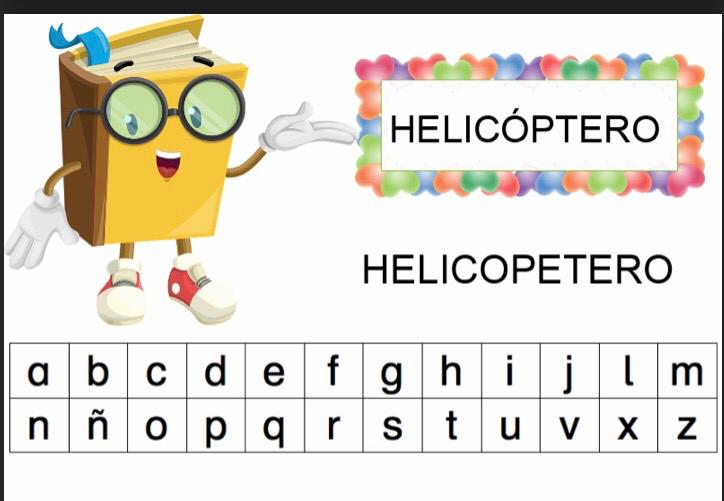 HELICÓPTERO
HELICOPETERO
a b c d e f g h i j l m
n ñ o p q r s t u v x z